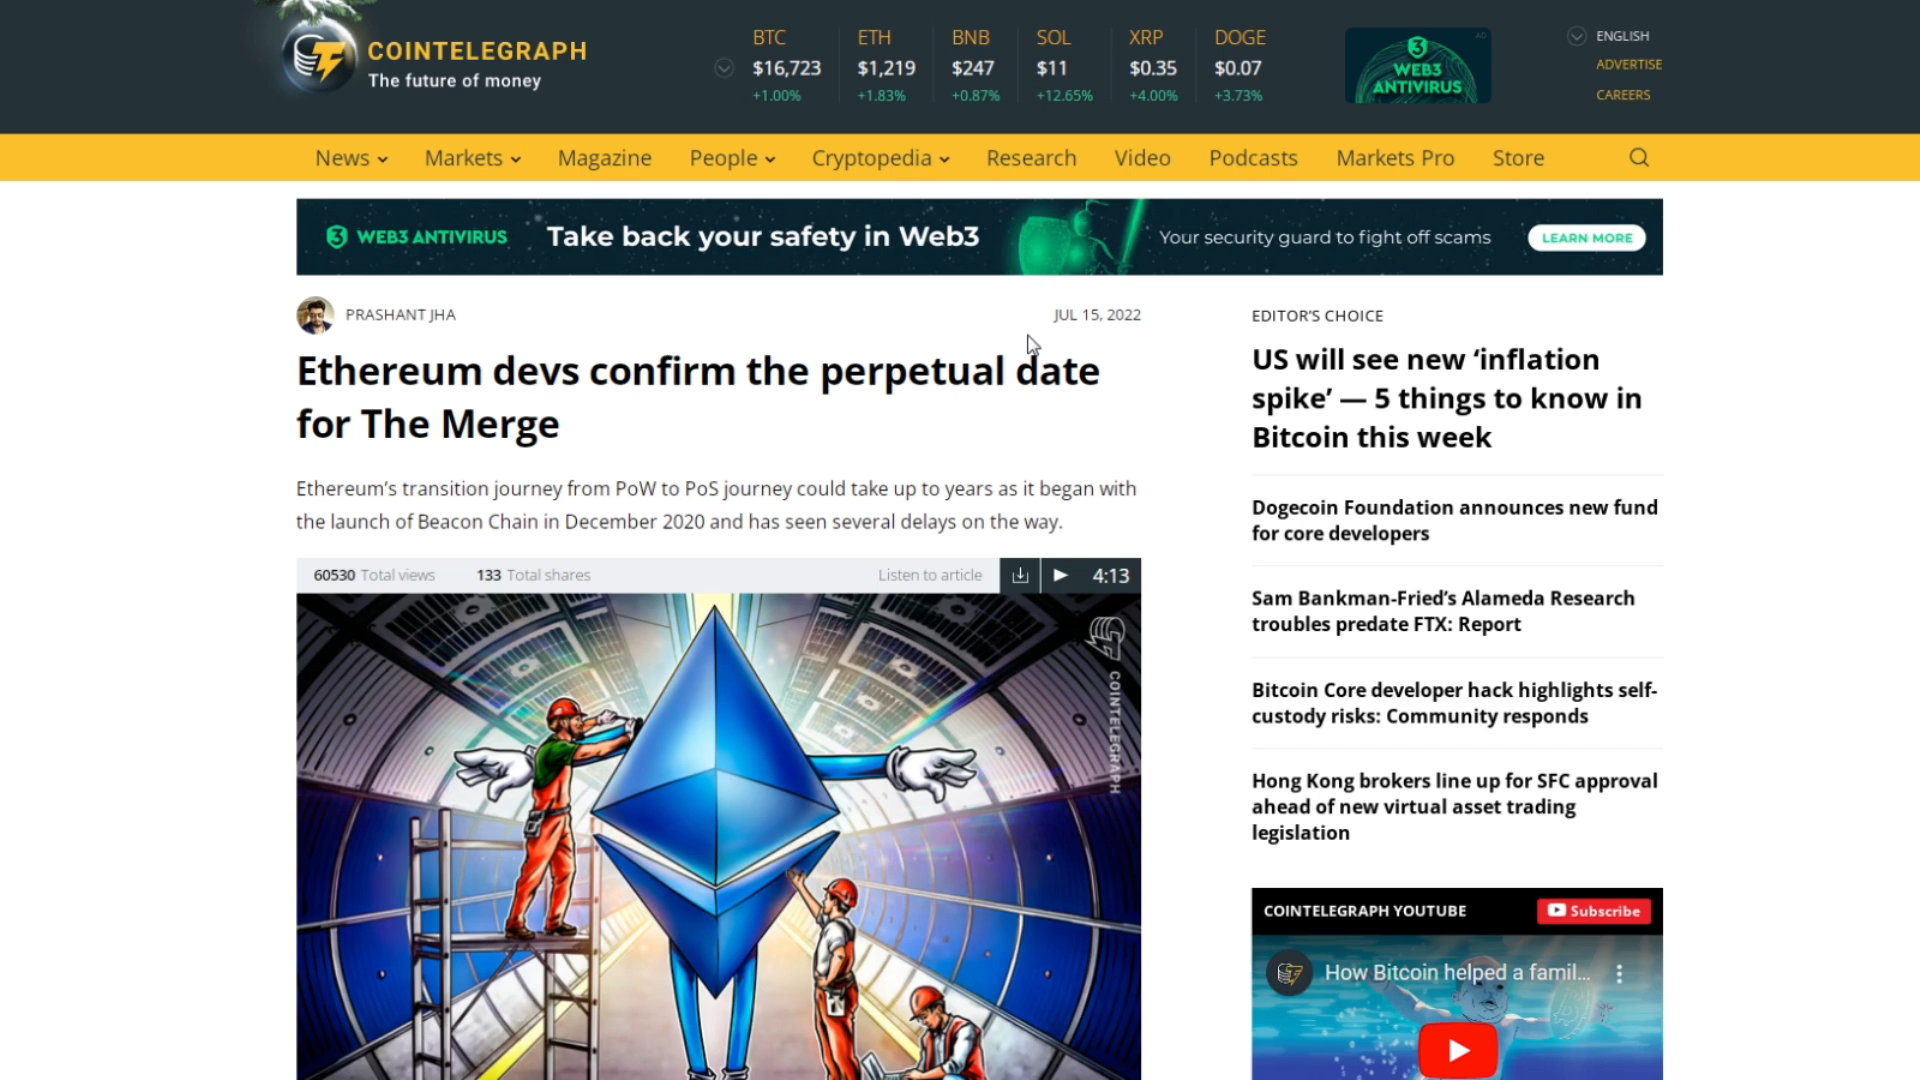 COINTELEGRAPH
The future of money
BTC
$16,723
+1.00%
ETH
$1,219
+1.83%
BNB
$247
+0.87%
SOL
$11
+12.65%
XRP
$0.35
+4.00%
DOGE
$0.07
+3.73%
AD
WEB3
ANTIVIRUS
ENGLISH
ADVERTISE
CAREERS
News Markets Magazine People Cryptopedia Research Video Podcasts Markets Pro Store
WEB3 ANTIVIRUS Take back your safety in Web3 Your security guard to fight off scams LEARN MORE
PRASHANT JHA JUL 15, 2022
Ethereum devs confirm the perpetual date
for The Merge
Ethereum’s transition journey from PoW to PoS journey could take up to years as it began with
the launch of Beacon Chain in December 2020 and has seen several delays on the way.
60530 Total views 133 Total shares Listen to article 4:13
COINTELEGRAPH
EDITOR’S CHOICE
US will see new ‘inflation
spike’ — 5 things to know in
Bitcoin this week
Dogecoin Foundation announces new fund
for core developers
Sam Bankman-Fried’s Alameda Research
troubles predate FTX: Report
Bitcoin Core developer hack highlights self-
custody risks: Community responds
Hong Kong brokers line up for SFC approval
ahead of new virtual asset trading
legislation
COINTELEGRAPH YOUTUBE Subscribe
How Bitcoin helped a famil...